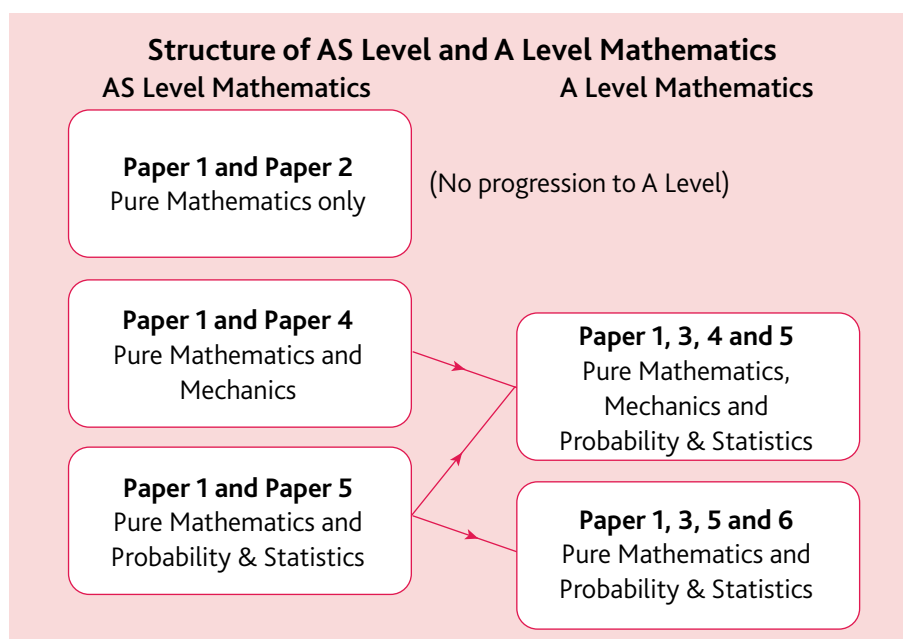 Structure of AS Level and A Level Mathematics
AS Level Mathematics
A Level Mathematics
Paper 1 and Paper 2
Pure Mathematics only
(No progression to A Level)
Paper 1 and Paper 4
Pure Mathematics and
Mechanics
Paper 1 and Paper 5
Pure Mathematics and
Probability & Statistics
Paper 1, 3, 4 and 5
Pure Mathematics,
Mechanics and
Probability & Statistics
Paper 1, 3, 5 and 6
Pure Mathematics and
Probability & Statistics